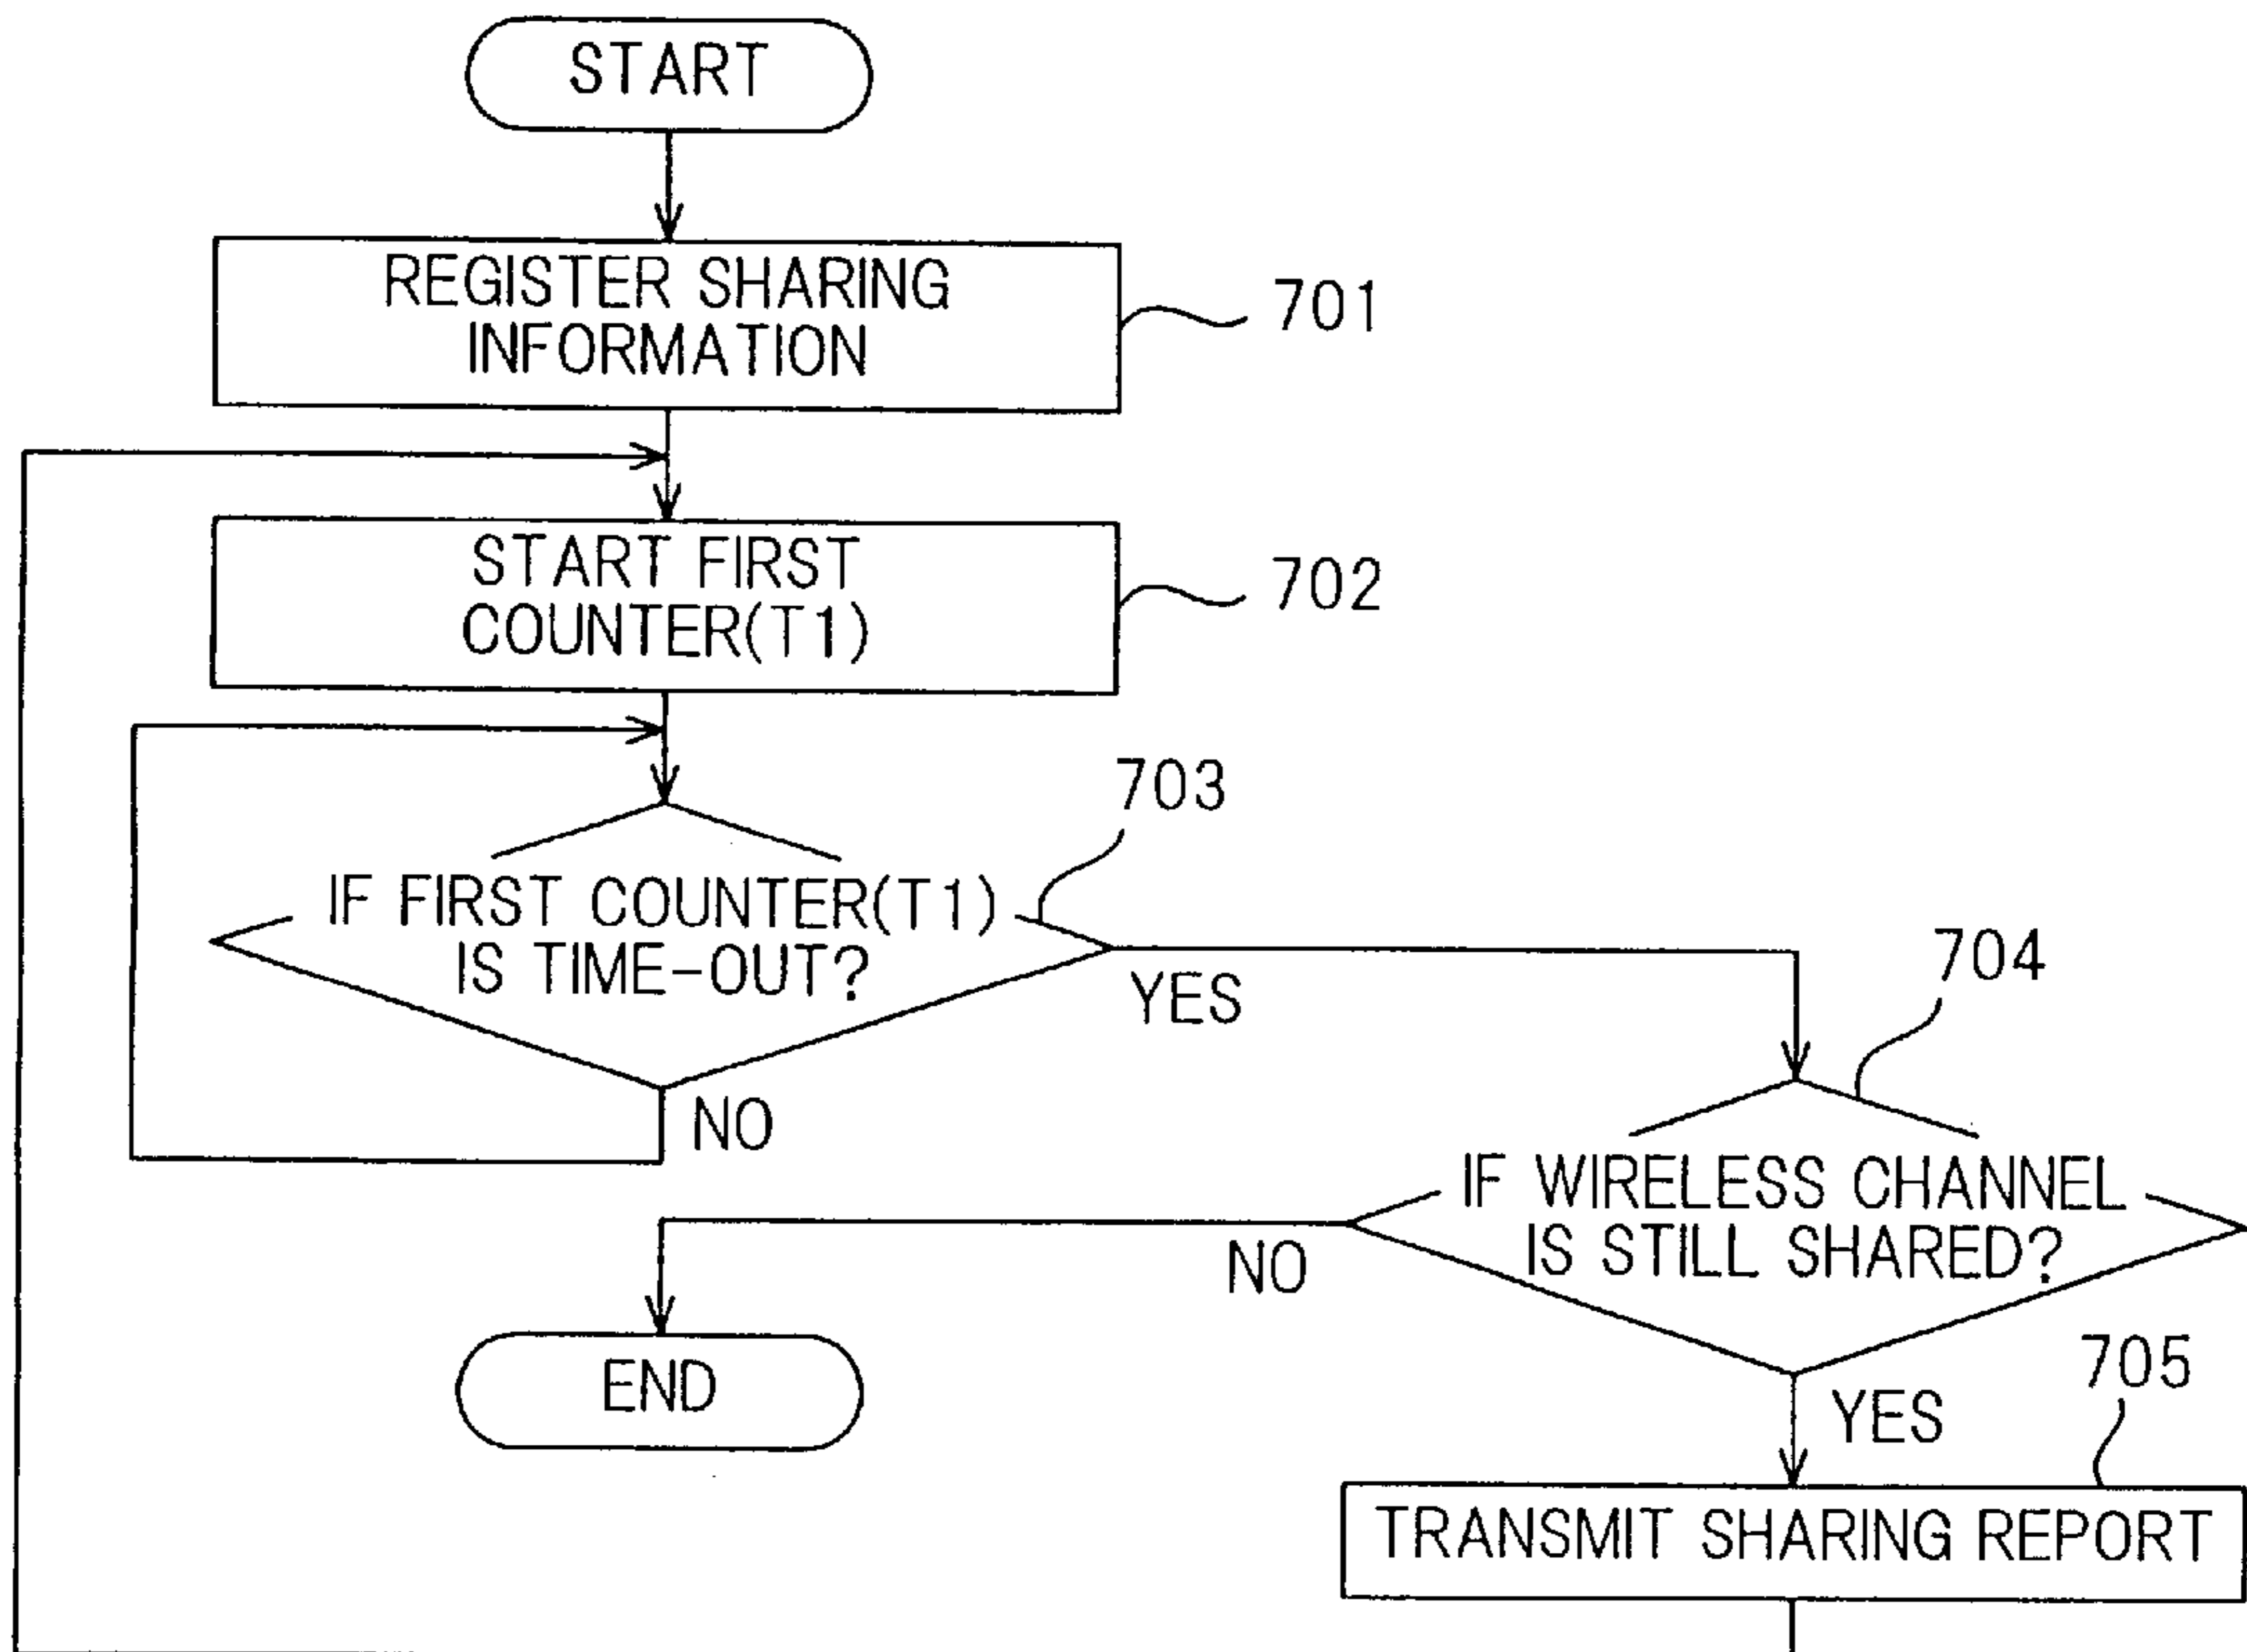 START
REGISTER SHARING
INFORMATION
701
START FIRST
COUNTER(T1)
702
703
IF FIRST COUNTER(T1)
IS TIME-OUT?
YES
NO
704
IF WIRELESS CHANNEL
IS STILL SHARED?
NO
YES
END
705
TRANSMIT SHARING REPORT